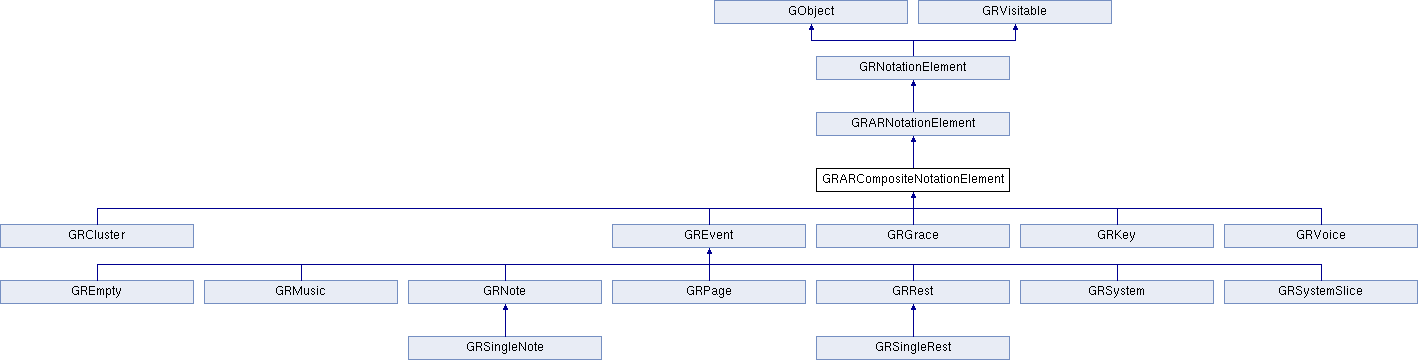 GObject
GRVisitable
GRNotationElement
GRARNotationElement
GRARCompositeNotationElement
GRCluster
GREvent
GRGrace
GRKey
GRVoice
GREmpty
GRMusic
GRNote
GRPage
GRRest
GRSystem
GRSystemSlice
GRSingleNote
GRSingleRest